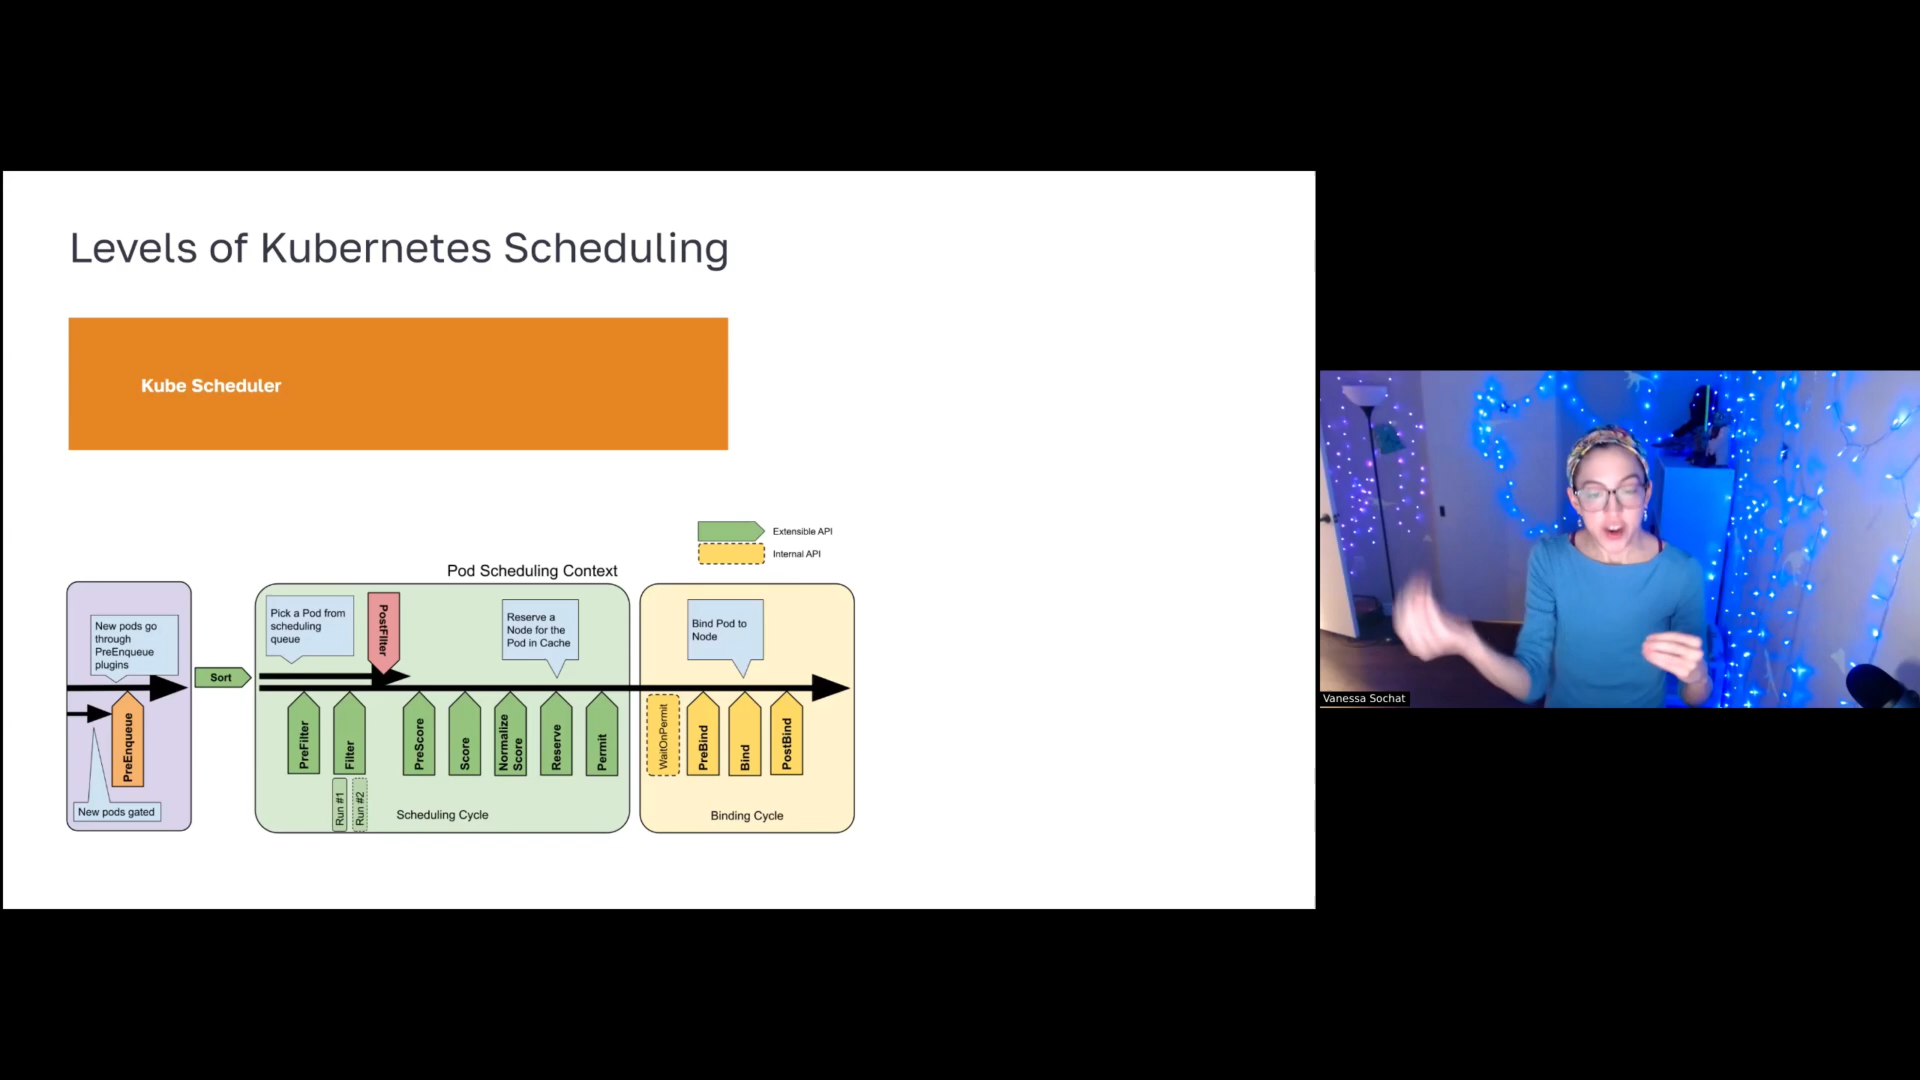 Levels of Kubernetes Scheduling
Kube Scheduler
Extensible API
Internal API
Pod Scheduling Context
New pods go
through
PreEnqueue
plugins
PreEnqueue
New pods gated
Sort
Pick a Pod from
scheduling
queue
PostFilter
Reserve a
Node for the
Pod in Cache
PreFilter
Filter
Run #1
Run #2
PreScore
Score
Normalize
Score
Reserve
Permit
Scheduling Cycle
Bind Pod to
Node
WaitOnPermit
PreBind
Bind
PostBind
Binding Cycle
Vanessa Sochat